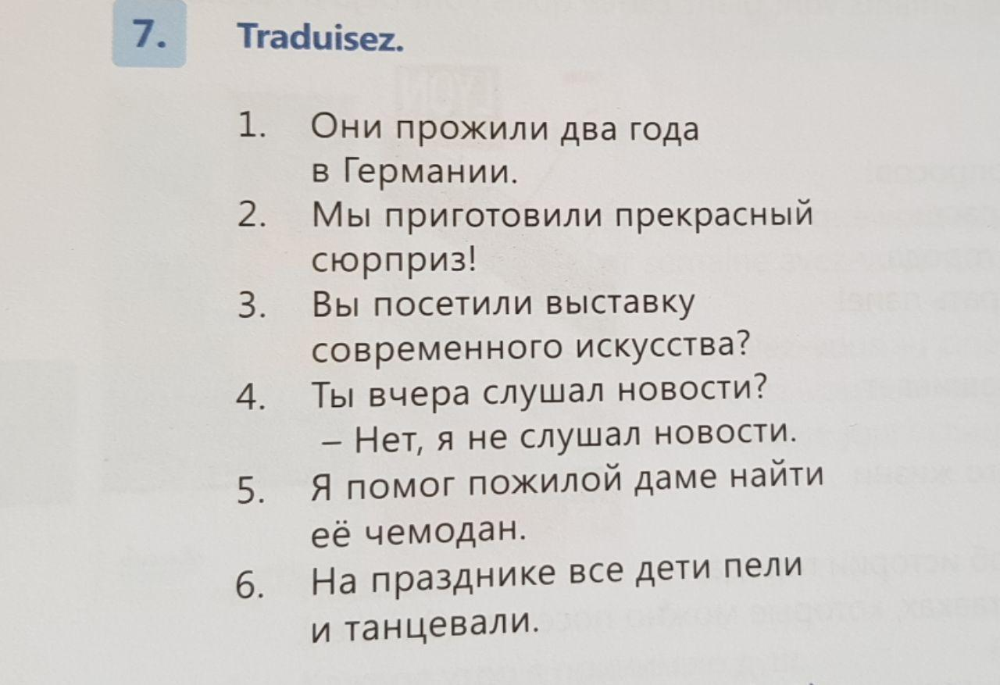 7. Traduisez.
1. Они прожили два года
в Германии.
2. Мы приготовили прекрасный
сюрприз!
3. Вы посетили выставку
современного искусства?
4. Ты вчера слушал новости?
– Нет, я не слушал новости.
5. Я помог пожилой даме найти
её чемодан.
6. На празднике все дети пели
и танцевали.